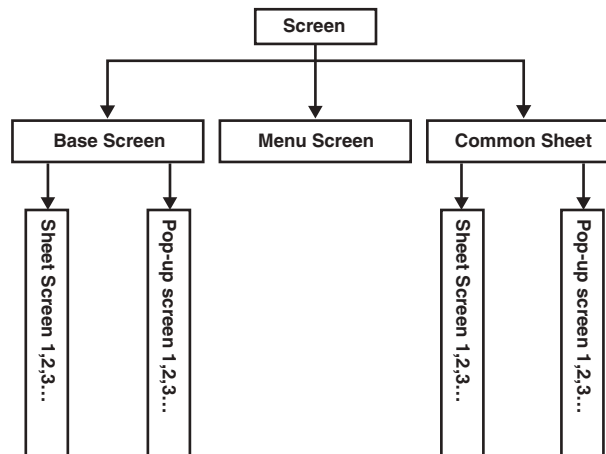 Screen
Base Screen
Menu Screen
Common Sheet
Sheet Screen 1,2,3...
Pop-up screen 1,2,3...
Sheet Screen 1,2,3...
Pop-up screen 1,2,3...